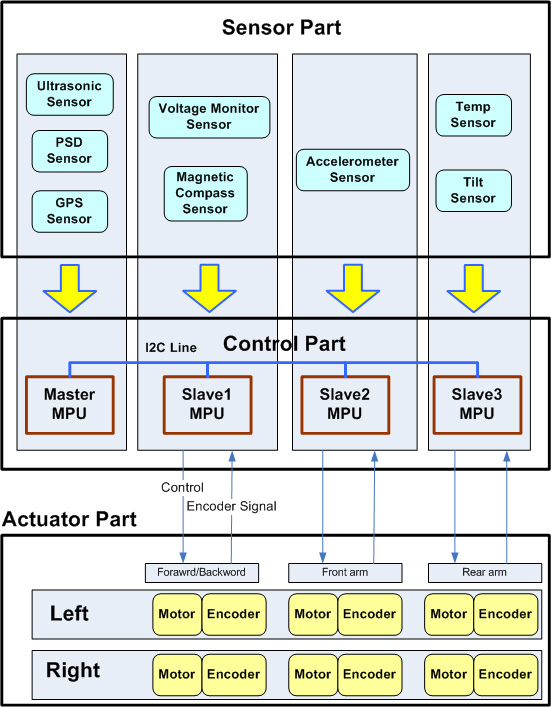 Sensor Part
Ultrasonic
Sensor
PSD
Sensor
GPS
Sensor
Voltage Monitor
Sensor
Magnetic
Compass
Sensor
Accelerometer
Sensor
Temp
Sensor
Tilt
Sensor
I2C Line
Control Part
Master
MPU
Slave1
MPU
Slave2
MPU
Slave3
MPU
Control
Encoder Signal
Actuator Part
Forawrd/Backword
Front arm
Rear arm
Left
Motor
Encoder
Motor
Encoder
Motor
Encoder
Right
Motor
Encoder
Motor
Encoder
Motor
Encoder